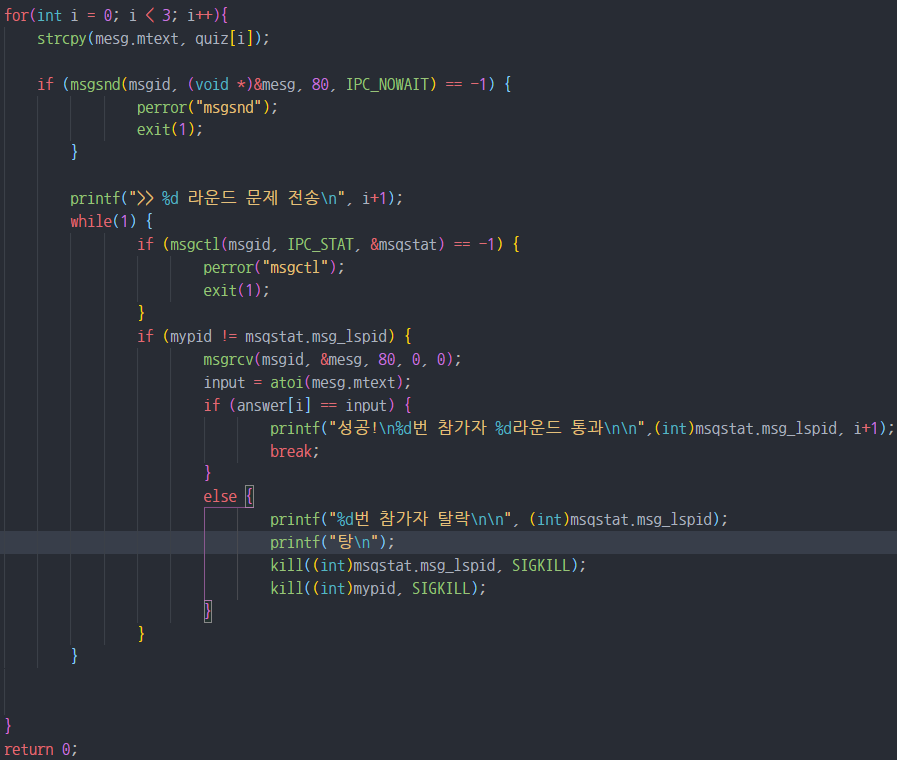 for(int i = 0; i < 3; i++){
strcpy(mesg.mtext, quiz[i]);
if (msgsnd(msgid, (void *)&mesg, 80, IPC_NOWAIT) == -1) {
perror("msgsnd");
exit(1);
}
printf(">> %d 라운드 문제 전송\n", i+1);
while(1) {
if (msgctl(msgid, IPC_STAT, &msqstat) == -1) {
perror("msgctl");
exit(1);
}
if (mypid != msqstat.msg_lspid) {
msgrcv(msgid, &mesg, 80, 0, 0);
input = atoi(mesg.mtext);
if (answer[i] == input) {
printf("성공!\n%d번 참가자 %d라운드 통과\n\n",(int)msqstat.msg_lspid, i+1);
break;
}
else {
printf("%d번 참가자 탈락\n\n", (int)msqstat.msg_lspid);
printf("탕\n");
kill((int)msqstat.msg_lspid, SIGKILL);
kill((int)mypid, SIGKILL);
}
}
}
}
return 0;